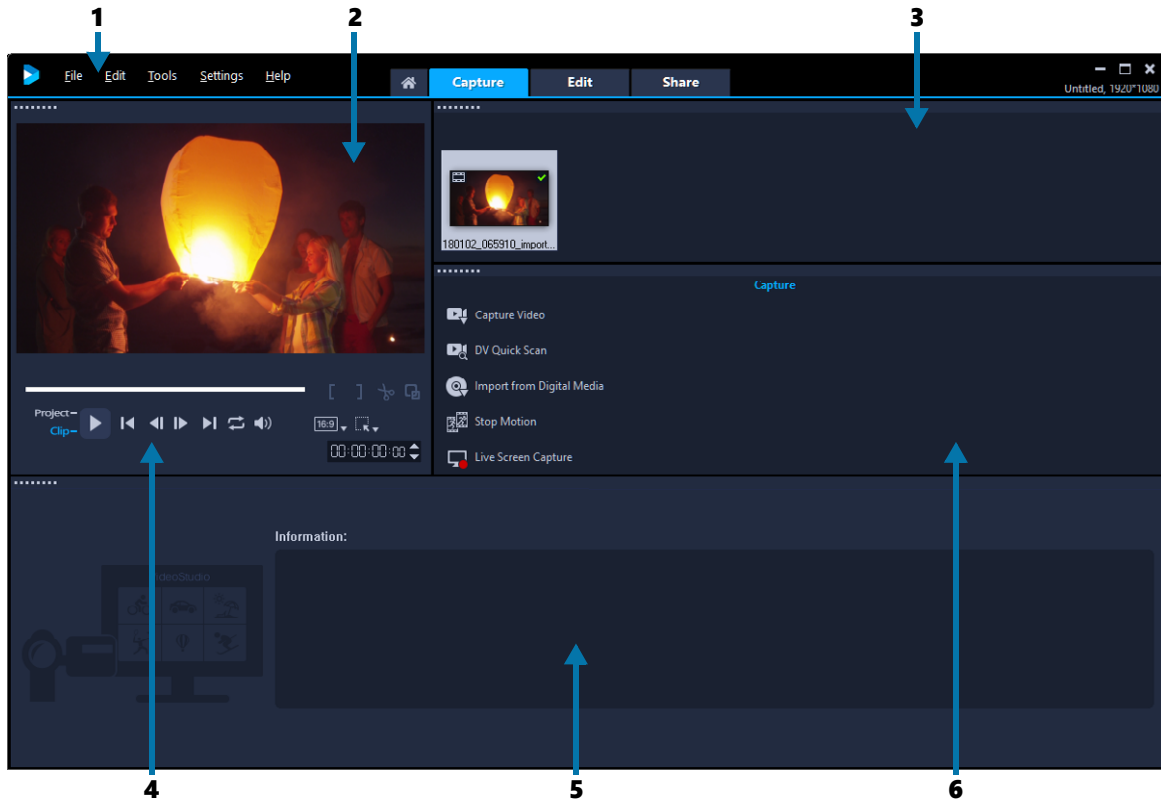 1 2 3
File Edit Tools Settings Help
Capture Edit Share
Untitled, 1920*1080
180102_065910_import...
Capture
Capture Video
DV Quick Scan
Import from Digital Media
Stop Motion
Live Screen Capture
Project
Clip
16:9
00:00:00:00
Information:
VideoStudio
4 5 6